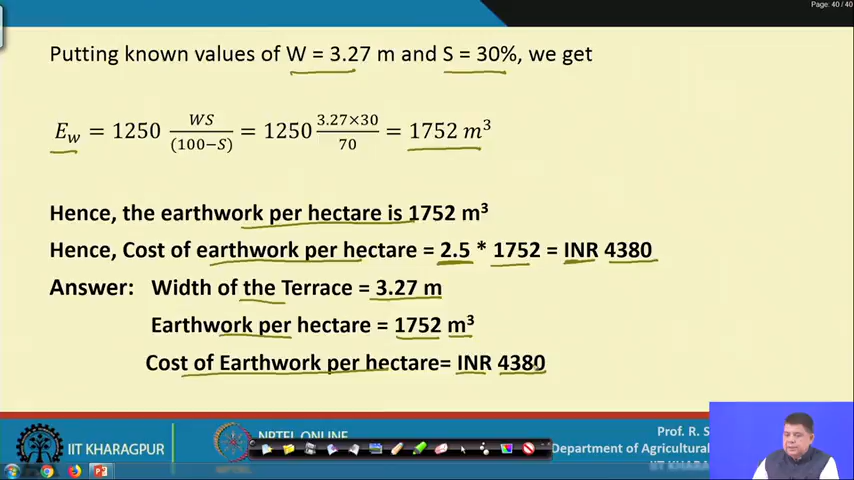 Page: 40 / 40
Putting known values of W = 3.27 m and S = 30%, we get
E_w = 1250 WS/(100−S) = 1250 3.27×30/70 = 1752 m³
Hence, the earthwork per hectare is 1752 m³
Hence, Cost of earthwork per hectare = 2.5 * 1752 = INR 4380
Answer: Width of the Terrace = 3.27 m
Earthwork per hectare = 1752 m³
Cost of Earthwork per hectare= INR 4380
IIT KHARAGPUR
NPTEL ONLINE
Prof. R. S
Department of Agricultural
IIT KHARA